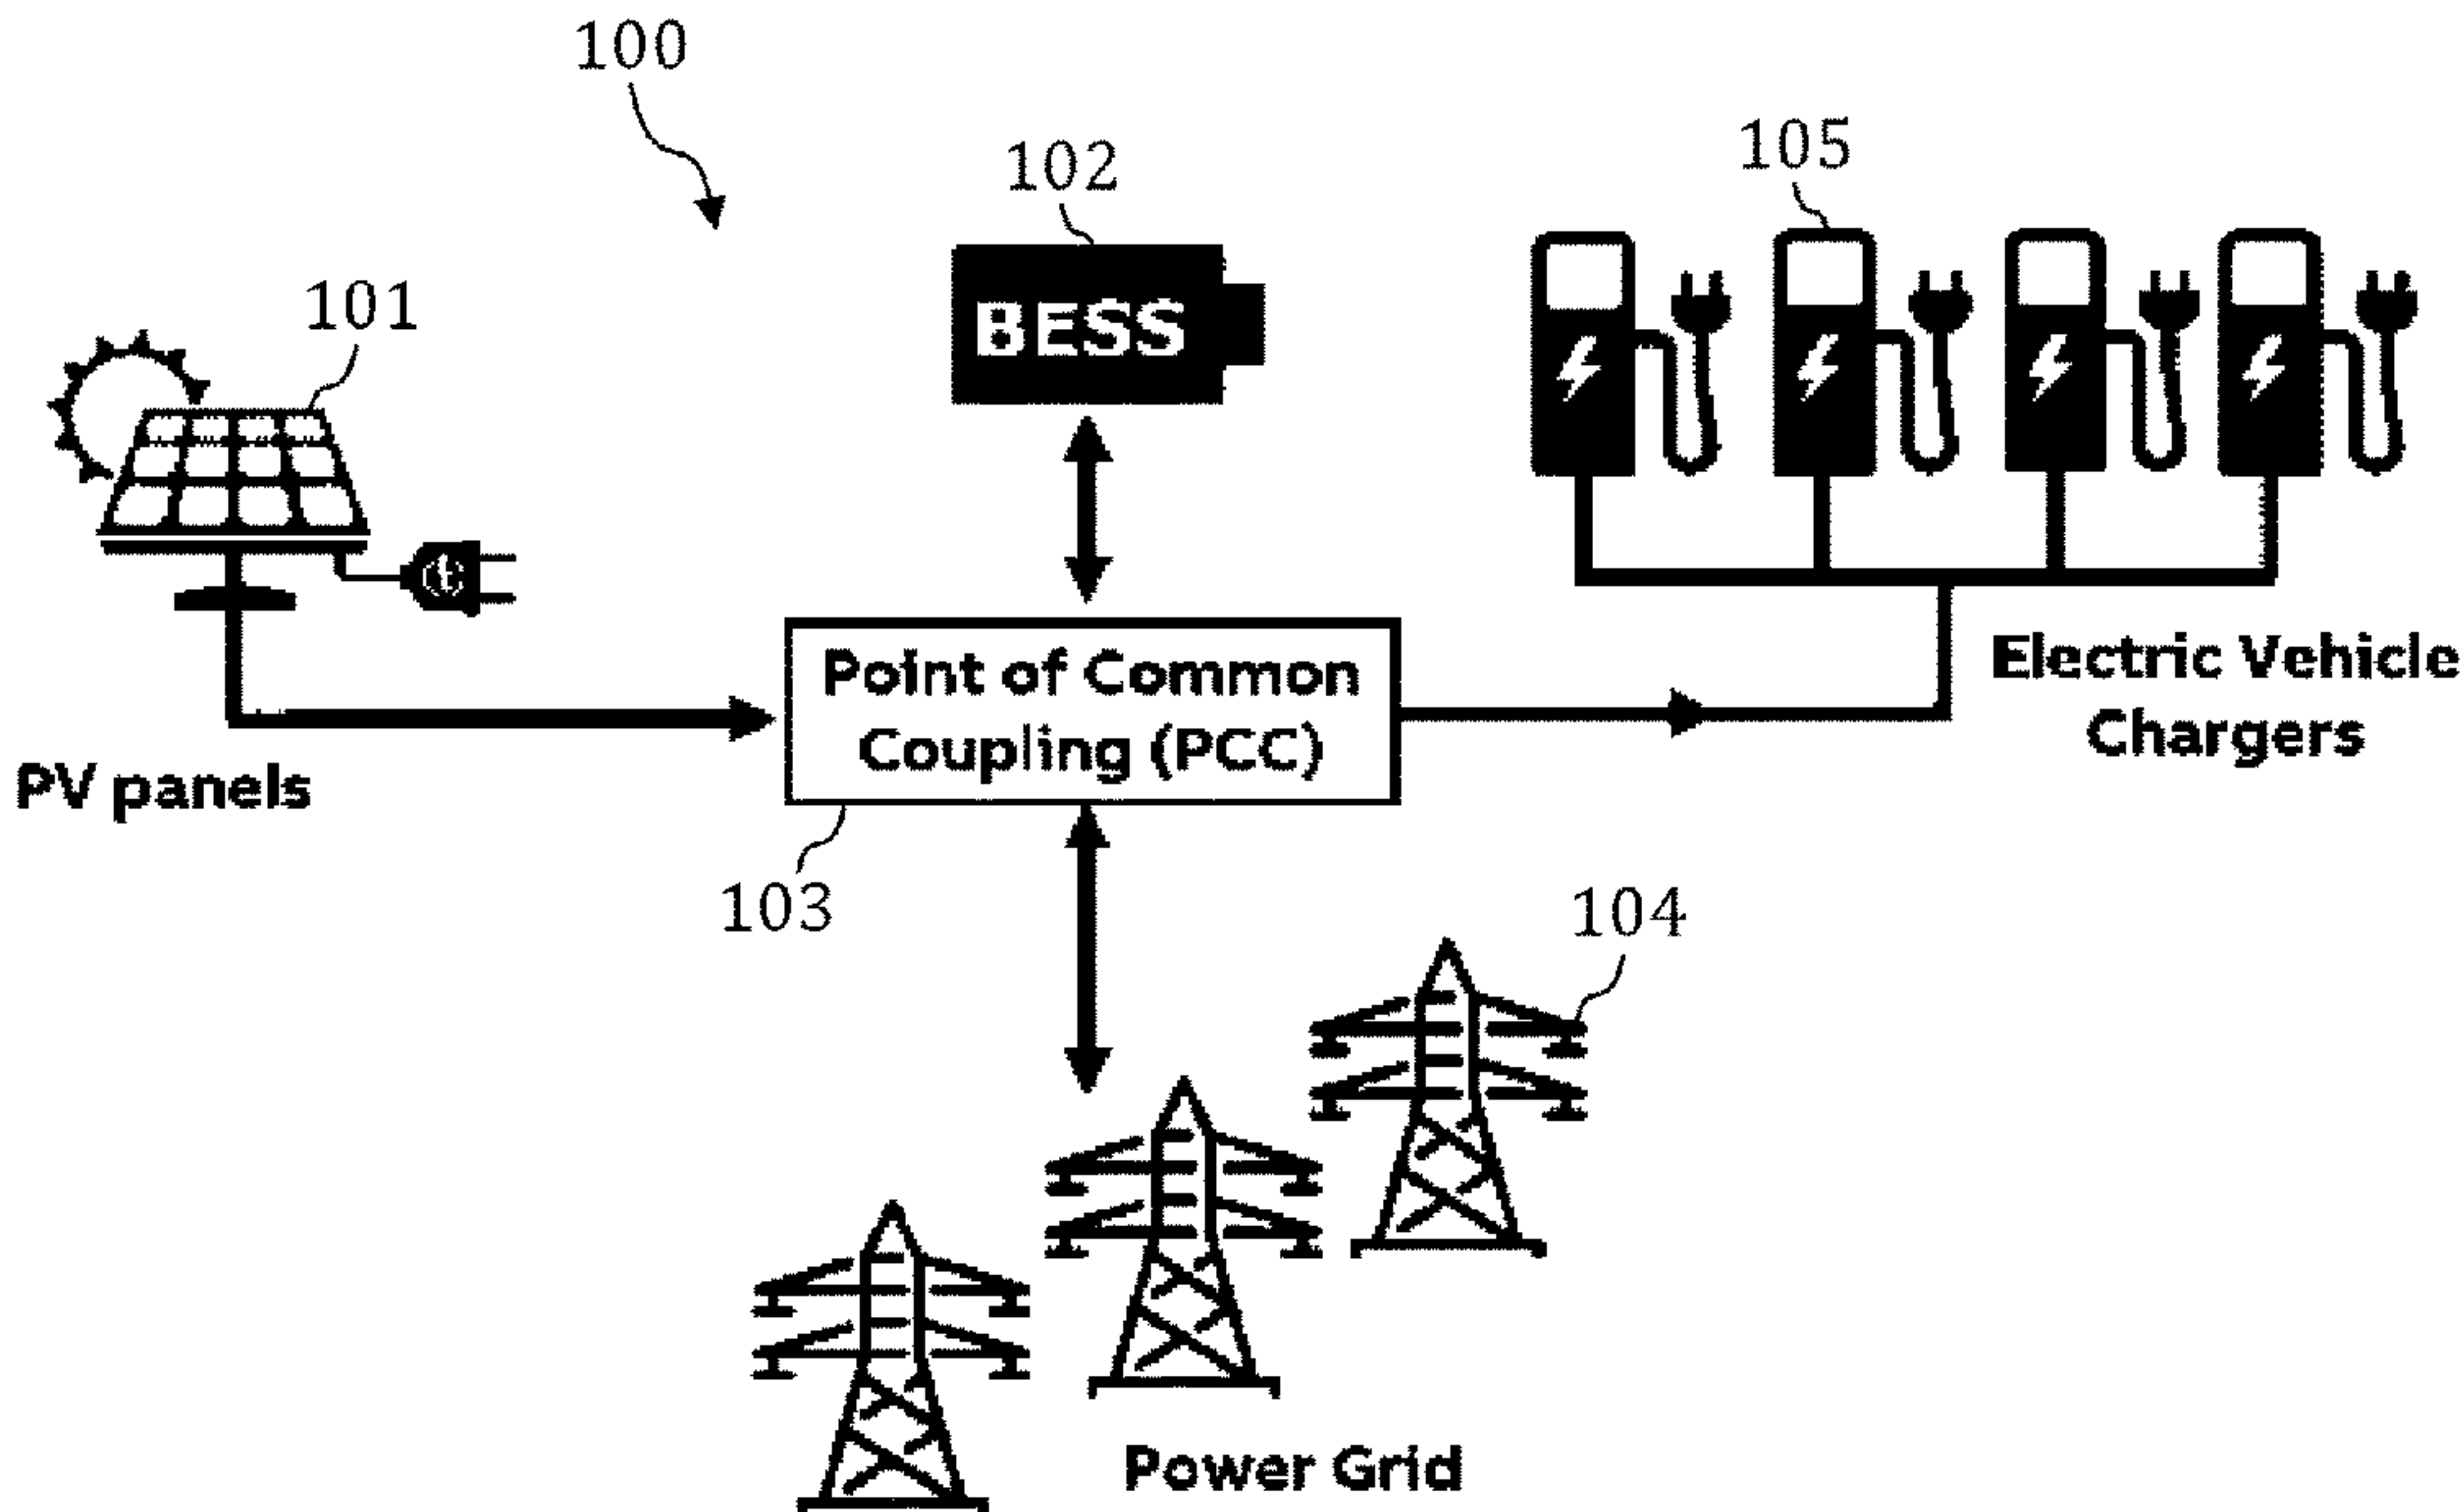 100
102
105
101
BESS
Point of Common
Coupling (PCC)
Electric Vehicle
Chargers
PV panels
103
104
Power Grid